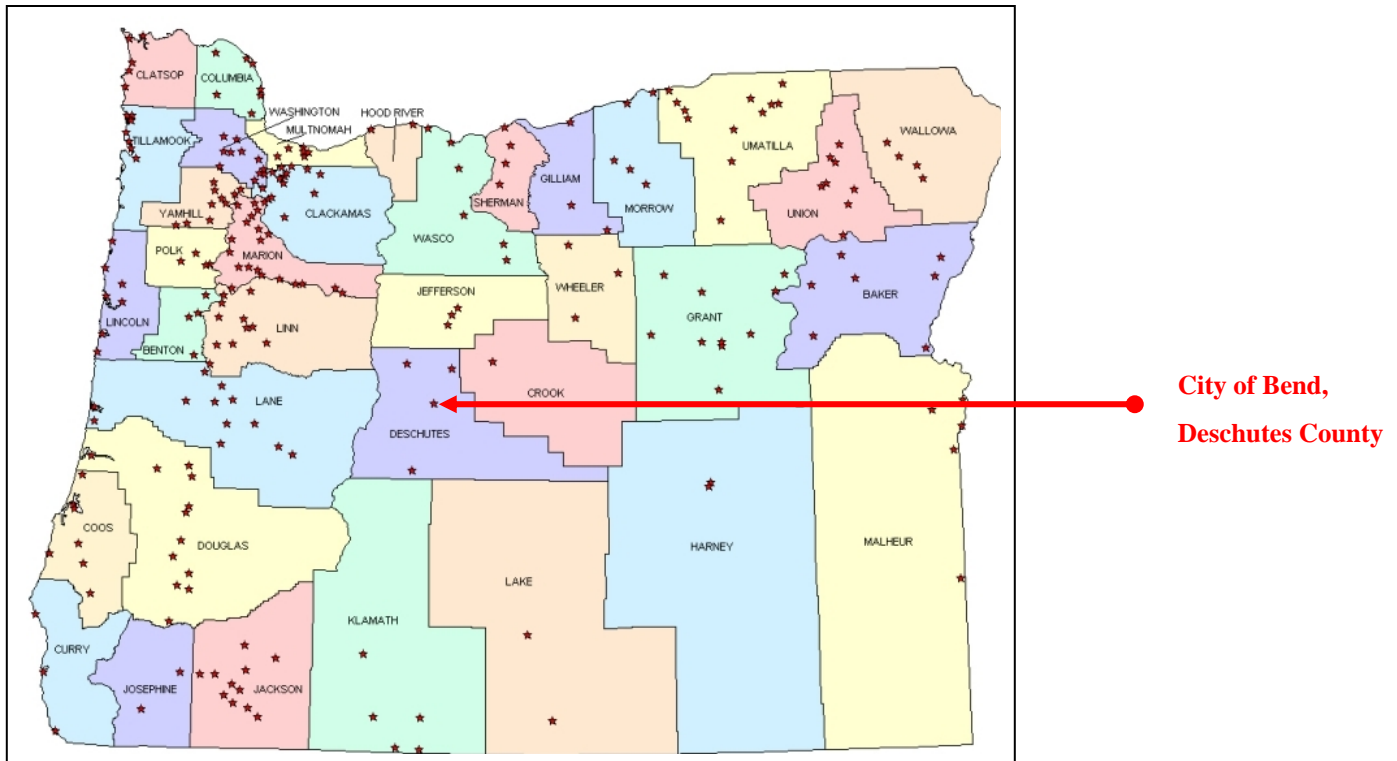 CLATSOP
COLUMBIA
WASHINGTON
HOOD RIVER
MULTNOMAH
TILLAMOOK
WALLOWA
UMATILLA
GILLIAM
SHERMAN
MORROW
UNION
YAMHILL
CLACKAMAS
WASCO
POLK
MARION
JEFFERSON
WHEELER
BAKER
GRANT
LINCOLN
LINN
BENTON
CROOK
LANE
DESCHUTES
City of Bend,
Deschutes County
COOS
DOUGLAS
HARNEY
MALHEUR
LAKE
KLAMATH
CURRY
JOSEPHINE
JACKSON